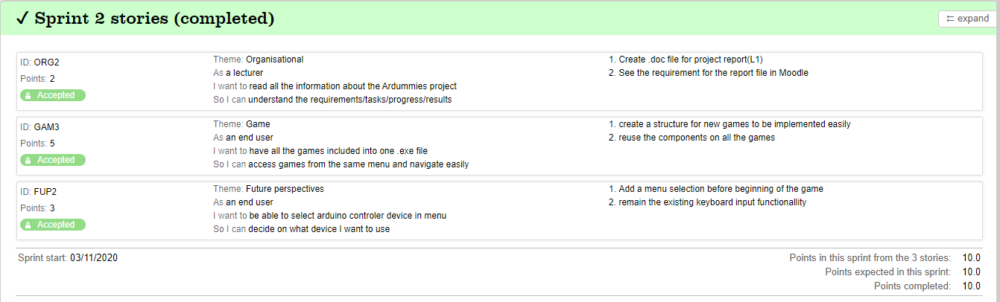 ✓ Sprint 2 stories (completed)
expand
ID: ORG2
Points: 2
Accepted
Theme: Organisational
As a lecturer
I want to read all the information about the Ardummies project
So I can understand the requirements/tasks/progress/results
1. Create .doc file for project report(L1)
2. See the requirement for the report file in Moodle
ID: GAM3
Points: 5
Accepted
Theme: Game
As an end user
I want to have all the games included into one .exe file
So I can access games from the same menu and navigate easily
1. create a structure for new games to be implemented easily
2. reuse the components on all the games
ID: FUP2
Points: 3
Accepted
Theme: Future perspectives
As an end user
I want to be able to select arduino controler device in menu
So I can decide on what device I want to use
1. Add a menu selection before beginning of the game
2. remain the existing keyboard input functionallity
Sprint start: 03/11/2020
Points in this sprint from the 3 stories: 10.0
Points expected in this sprint: 10.0
Points completed: 10.0